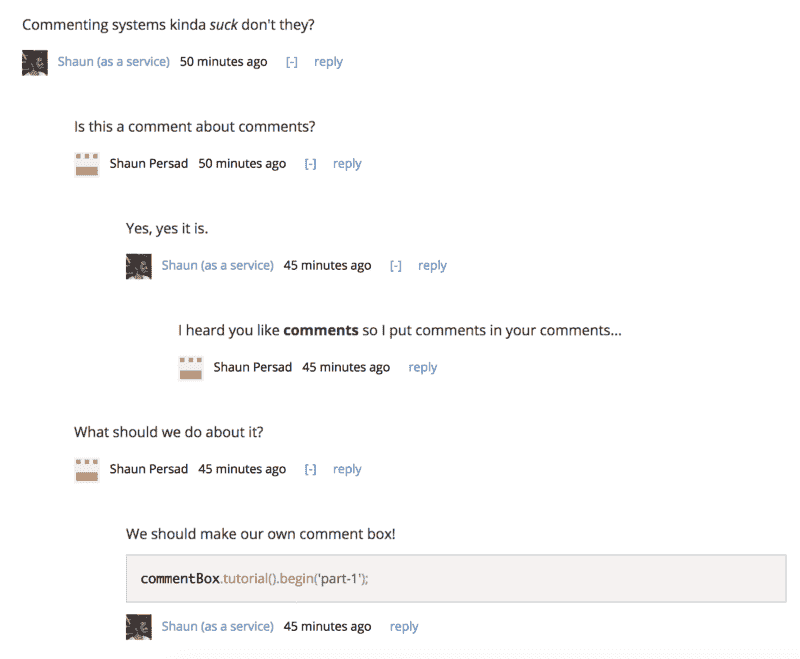 Commenting systems kinda suck don't they?
Shaun (as a service) 50 minutes ago [-] reply
Is this a comment about comments?
Shaun Persad 50 minutes ago [-] reply
Yes, yes it is.
Shaun (as a service) 45 minutes ago [-] reply
I heard you like comments so I put comments in your comments...
Shaun Persad 45 minutes ago reply
What should we do about it?
Shaun Persad 45 minutes ago [-] reply
We should make our own comment box!
commentBox.tutorial().begin('part-1');
Shaun (as a service) 45 minutes ago reply